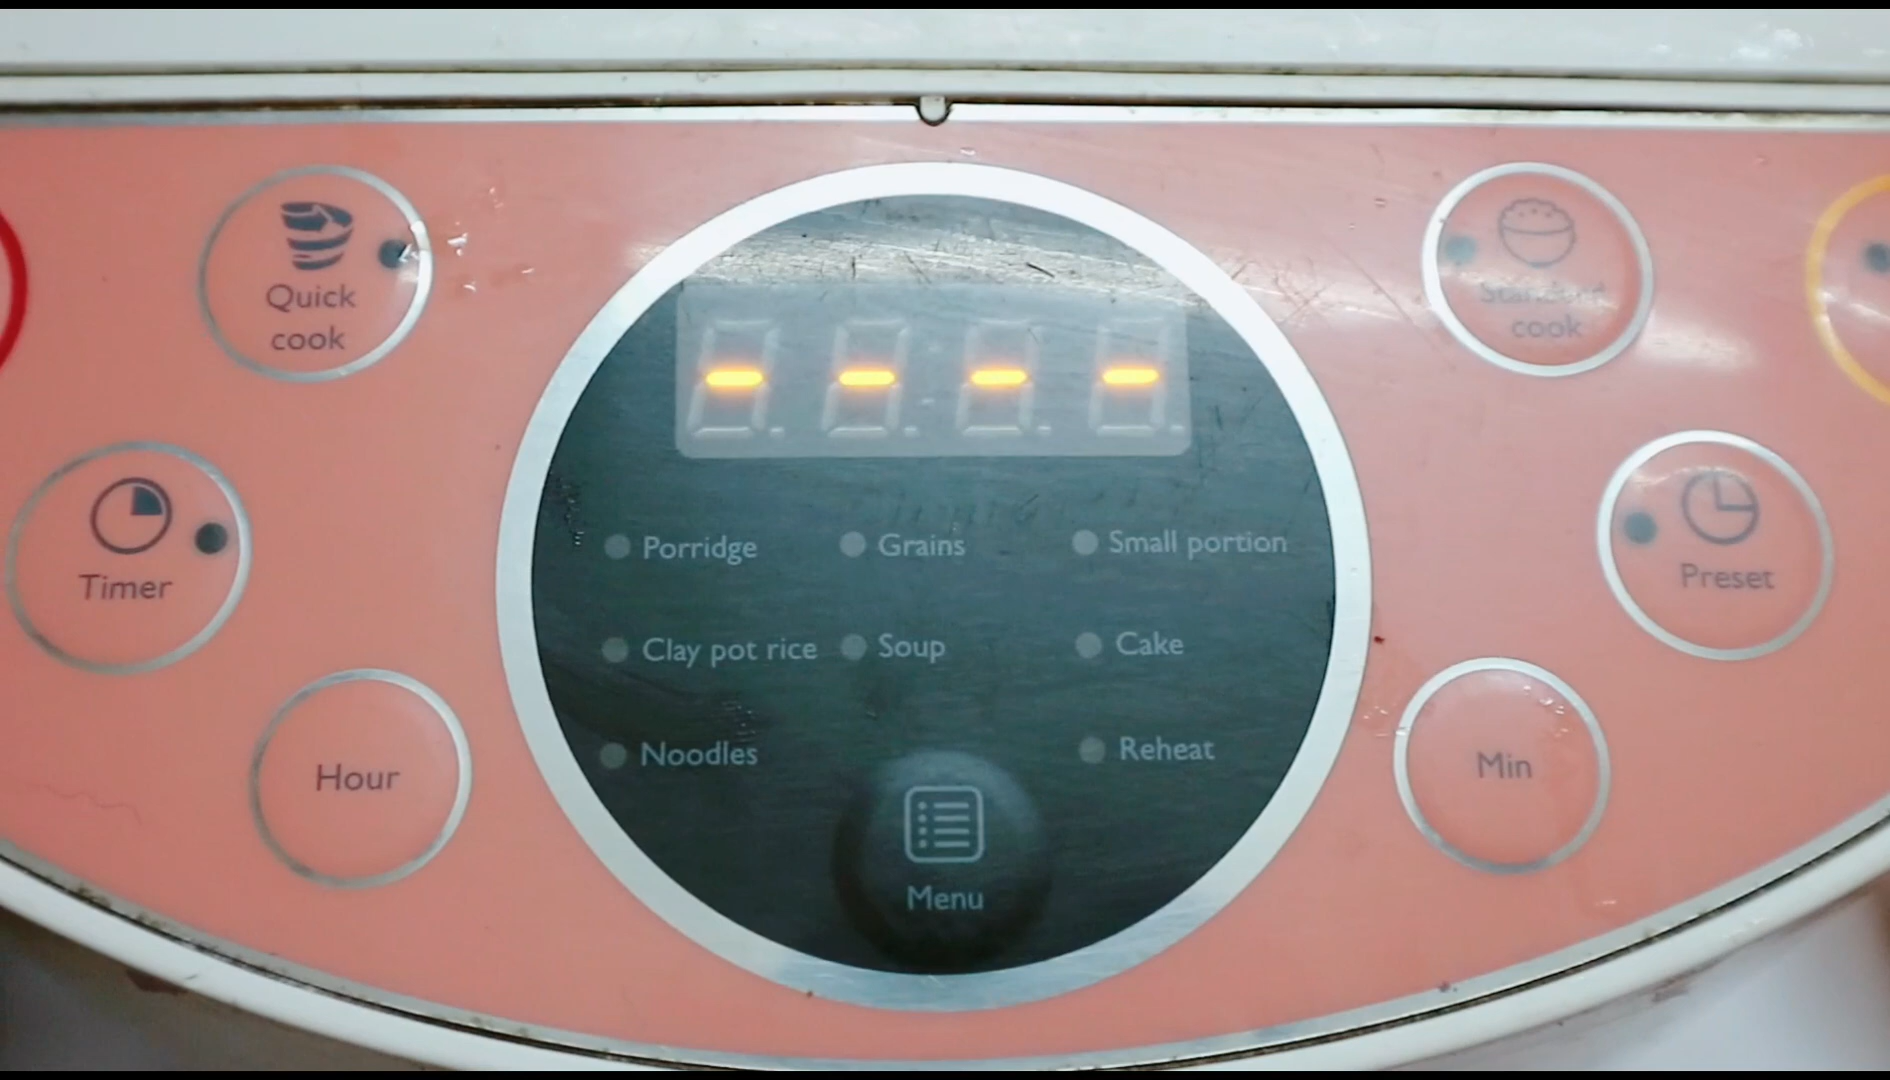 Quick
cook
Standard
cook
- - - -
Timer
Porridge
Grains
Small portion
Preset
Clay pot rice
Soup
Cake
Hour
Noodles
Reheat
Min
Menu